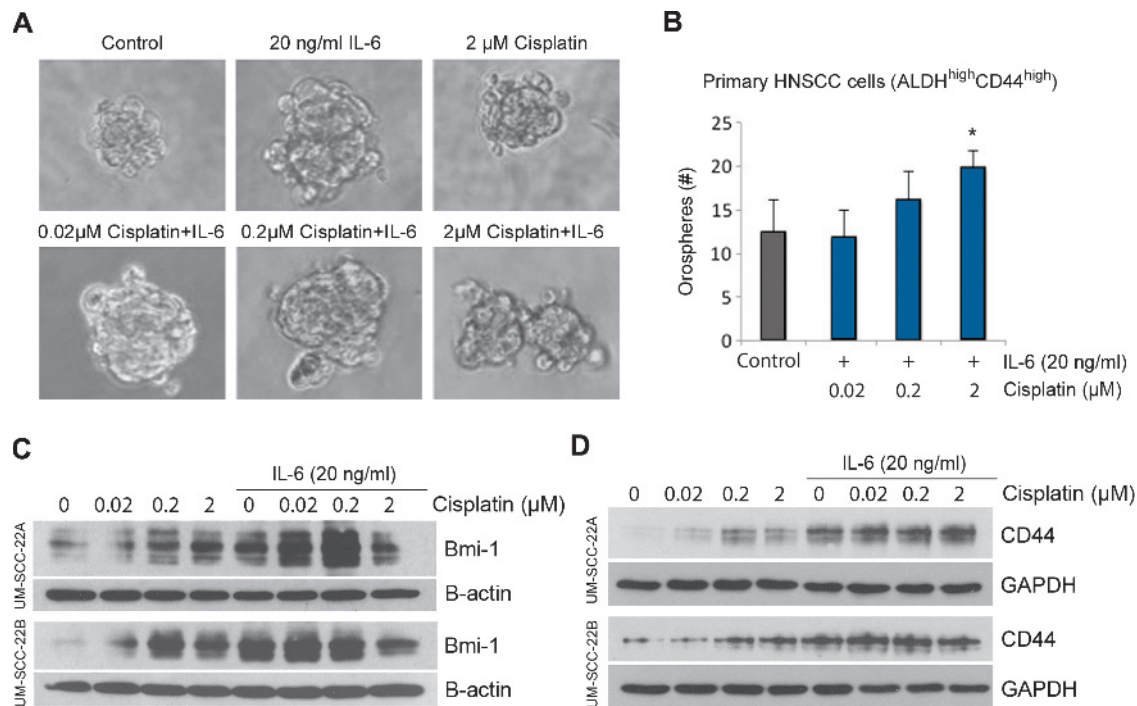 A
Control
20 ng/ml IL-6
2 µM Cisplatin
0.02µM Cisplatin+IL-6
0.2µM Cisplatin+IL-6
2µM Cisplatin+IL-6
B
Primary HNSCC cells (ALDHhighCD44high)
Orospheres (#)
25
20
15
10
5
0
*
Control + + + IL-6 (20 ng/ml)
0.02 0.2 2 Cisplatin (µM)
C
IL-6 (20 ng/ml)
0 0.02 0.2 2 0 0.02 0.2 2 Cisplatin (µM)
UM-SCC-22A
Bmi-1
B-actin
UM-SCC-22B
Bmi-1
B-actin
D
IL-6 (20 ng/ml)
0 0.02 0.2 2 0 0.02 0.2 2 Cisplatin (µM)
UM-SCC-22A
CD44
GAPDH
UM-SCC-22B
CD44
GAPDH